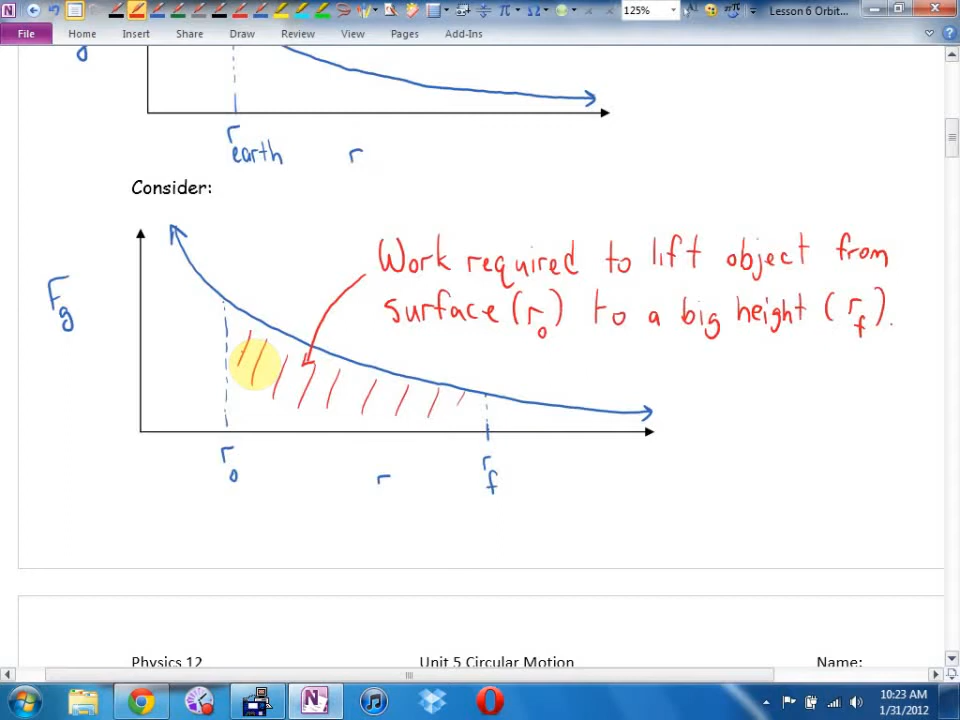 125%
Lesson 6 Orbit...
File Home Insert Share Draw View Pages Add-Ins
g
r earth r
Consider:
Work required to lift object from
surface (r0) to a big height (rf).
Fg
r0 r rf
Physics 12 Unit 5 Circular Motion Name:
10:23 AM
1/31/2012